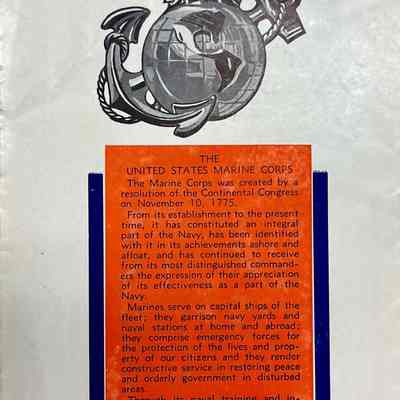 THE
UNITED STATES MARINE CORPS
The Marine Corps was created by a
resolution of the Continental Congress
on November 10, 1775.
From its establishment to the present
time, it has constituted an integral
part of the Navy, has been identified
with it in its achievements ashore and
afloat, and has continued to receive
from its most distinguished command-
ers the expression of their appreciation
of its effectiveness as a part of the
Navy.
Marines serve on capital ships of the
fleet; they garrison navy yards and
naval stations at home and abroad;
they comprise emergency forces for
the protection of the lives and prop-
erty of our citizens and they render
constructive service in restoring peace
and orderly government in disturbed
areas.
Through its naval training and in-